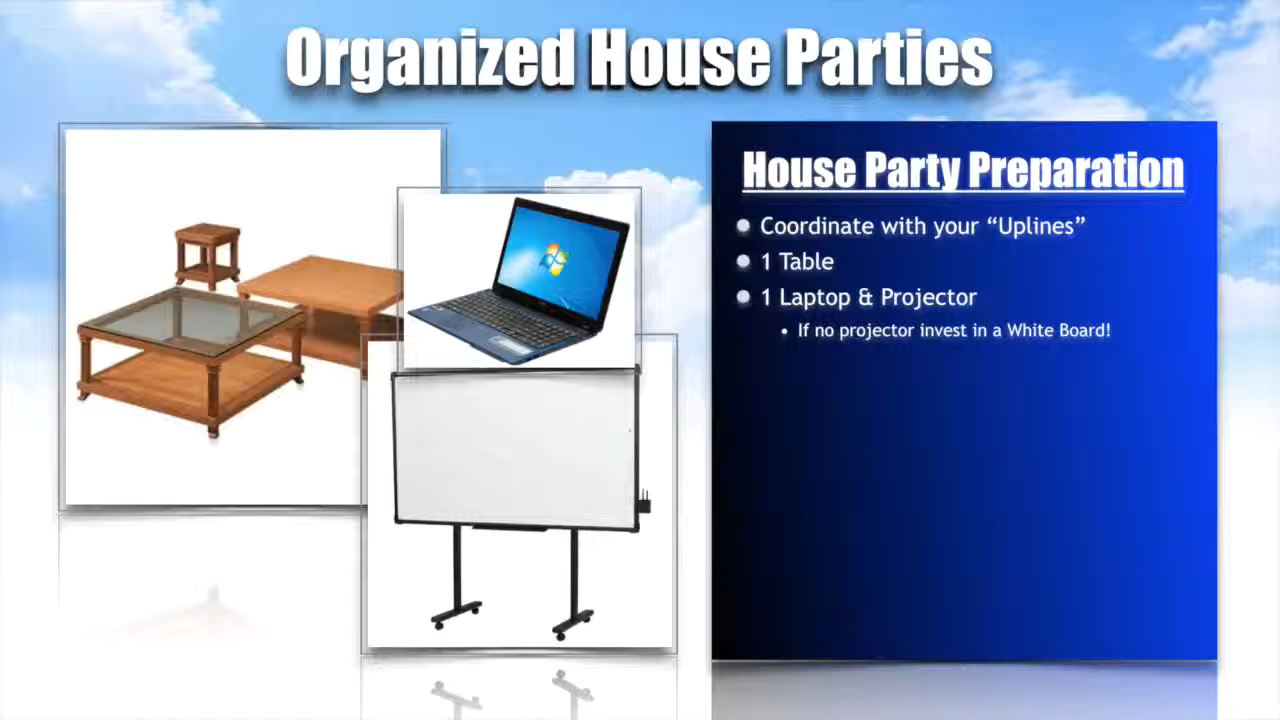 Organized House Parties
House Party Preparation
Coordinate with your “Uplines”
1 Table
1 Laptop & Projector
If no projector invest in a White Board!